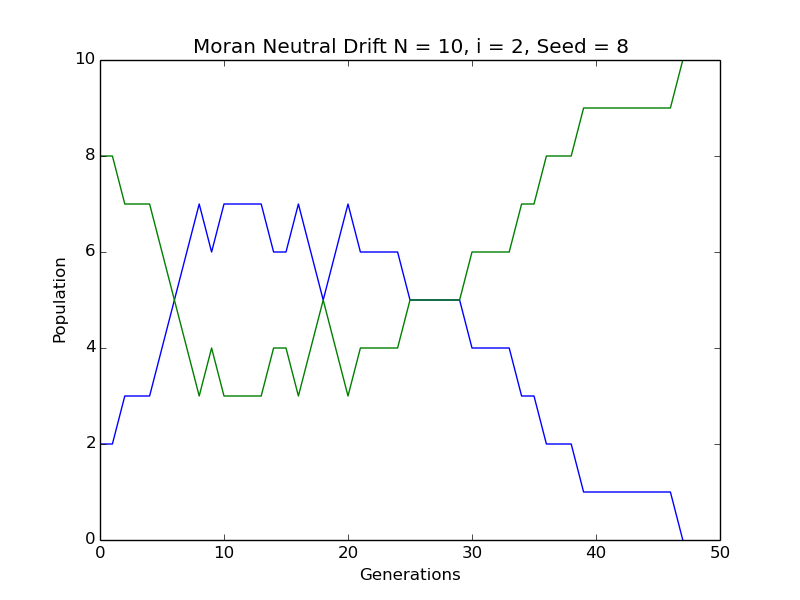 Moran Neutral Drift N = 10, i = 2, Seed = 8
10
8
6
4
2
0
Population
0 10 20 30 40 50
Generations